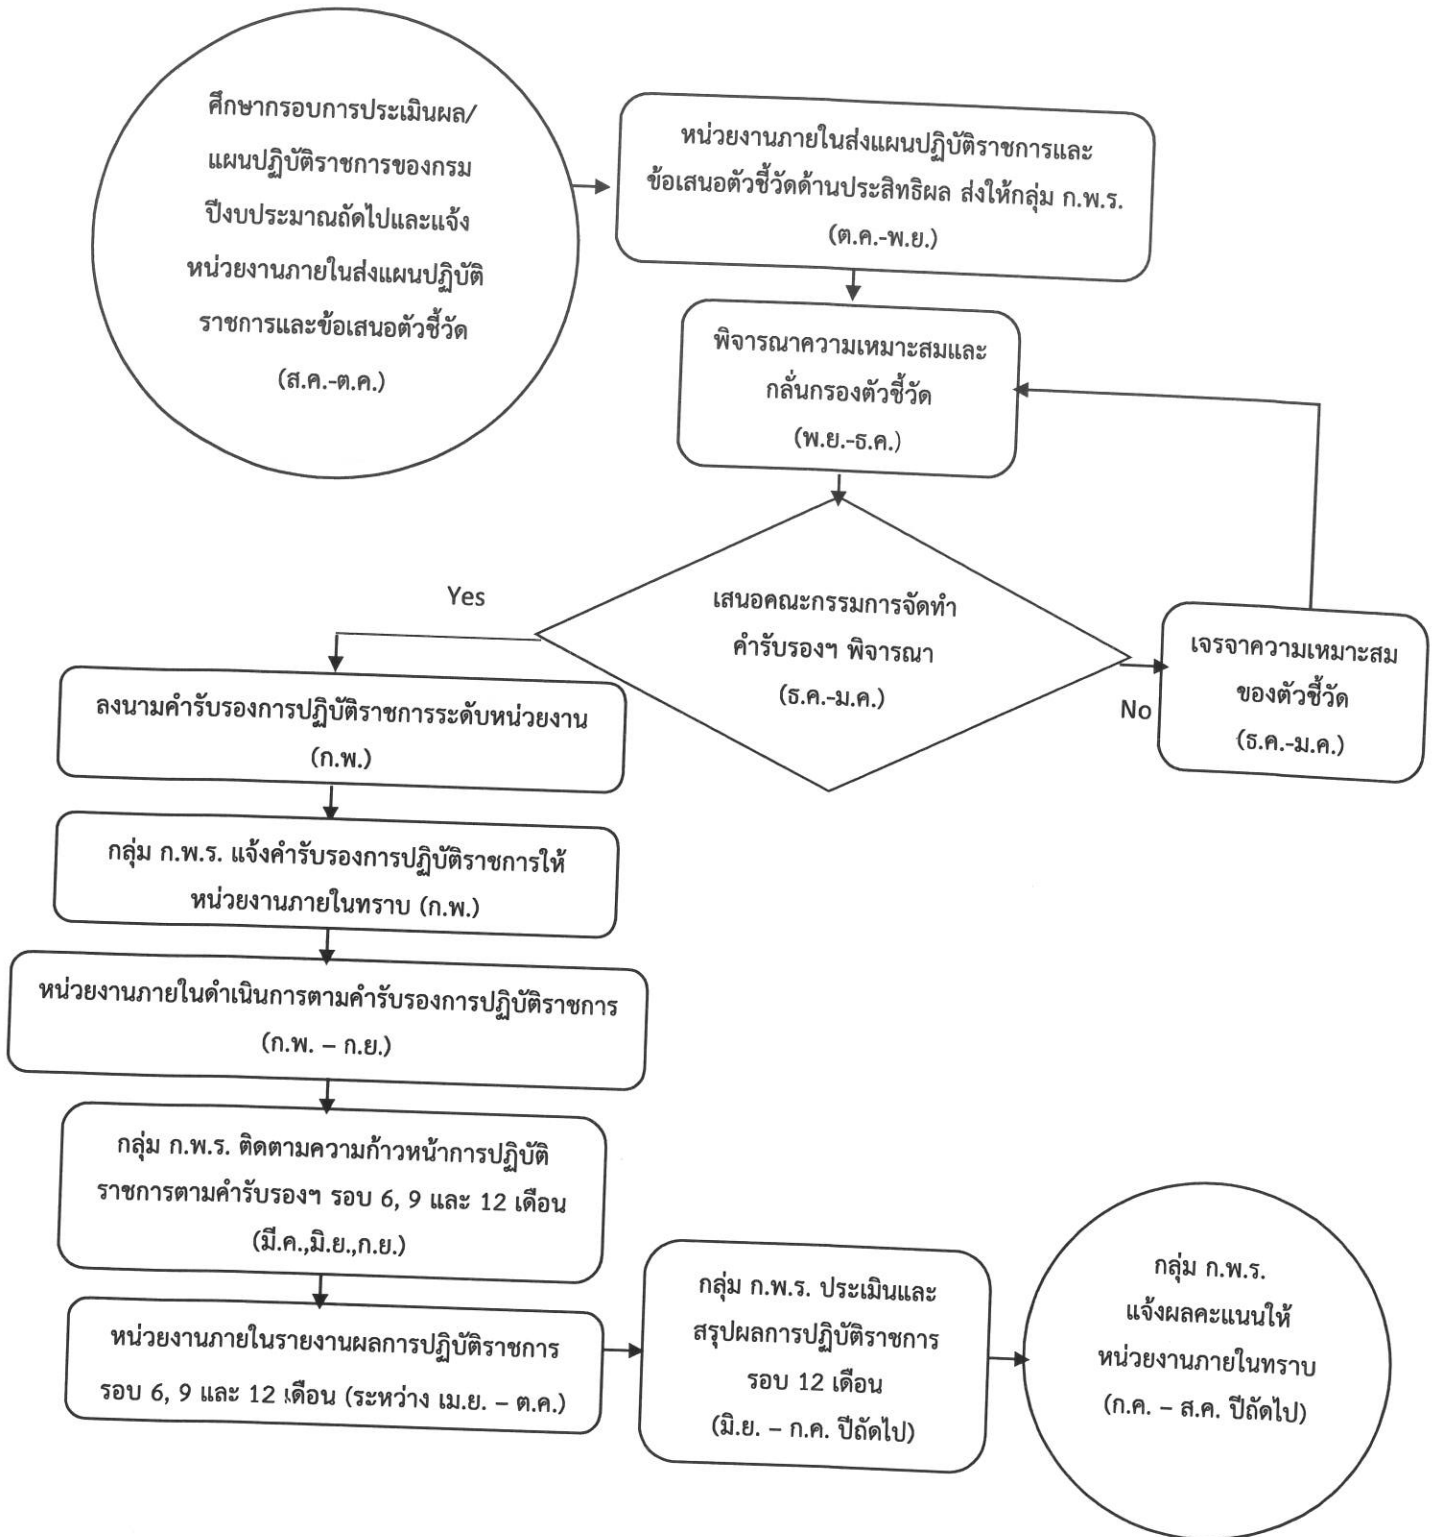 ศึกษากรอบการประเมินผล/
แผนปฏิบัติราชการของกรม
ปีงบประมาณถัดไปและแจ้ง
หน่วยงานภายในส่งแผนปฏิบัติ
ราชการและข้อเสนอตัวชี้วัด
(ส.ค.-ต.ค.)
หน่วยงานภายในส่งแผนปฏิบัติราชการและ
ข้อเสนอตัวชี้วัดด้านประสิทธิผล ส่งให้กลุ่ม ก.พ.ร.
(ต.ค.-พ.ย.)
พิจารณาความเหมาะสมและ
กลั่นกรองตัวชี้วัด
(พ.ย.-ธ.ค.)
เสนอคณะกรรมการจัดทำ
คำรับรองฯ พิจารณา
(ธ.ค.-ม.ค.)
Yes
No
เจรจาความเหมาะสม
ของตัวชี้วัด
(ธ.ค.-ม.ค.)
ลงนามคำรับรองการปฏิบัติราชการระดับหน่วยงาน
(ก.พ.)
กลุ่ม ก.พ.ร. แจ้งคำรับรองการปฏิบัติราชการให้
หน่วยงานภายในทราบ (ก.พ.)
หน่วยงานภายในดำเนินการตามคำรับรองการปฏิบัติราชการ
(ก.พ. – ก.ย.)
กลุ่ม ก.พ.ร. ติดตามความก้าวหน้าการปฏิบัติ
ราชการตามคำรับรองฯ รอบ 6, 9 และ 12 เดือน
(มี.ค.,มิ.ย.,ก.ย.)
หน่วยงานภายในรายงานผลการปฏิบัติราชการ
รอบ 6, 9 และ 12 เดือน (ระหว่าง เม.ย. – ต.ค.)
กลุ่ม ก.พ.ร. ประเมินและ
สรุปผลการปฏิบัติราชการ
รอบ 12 เดือน
(มิ.ย. – ก.ค. ปีถัดไป)
กลุ่ม ก.พ.ร.
แจ้งผลคะแนนให้
หน่วยงานภายในทราบ
(ก.ค. – ส.ค. ปีถัดไป)